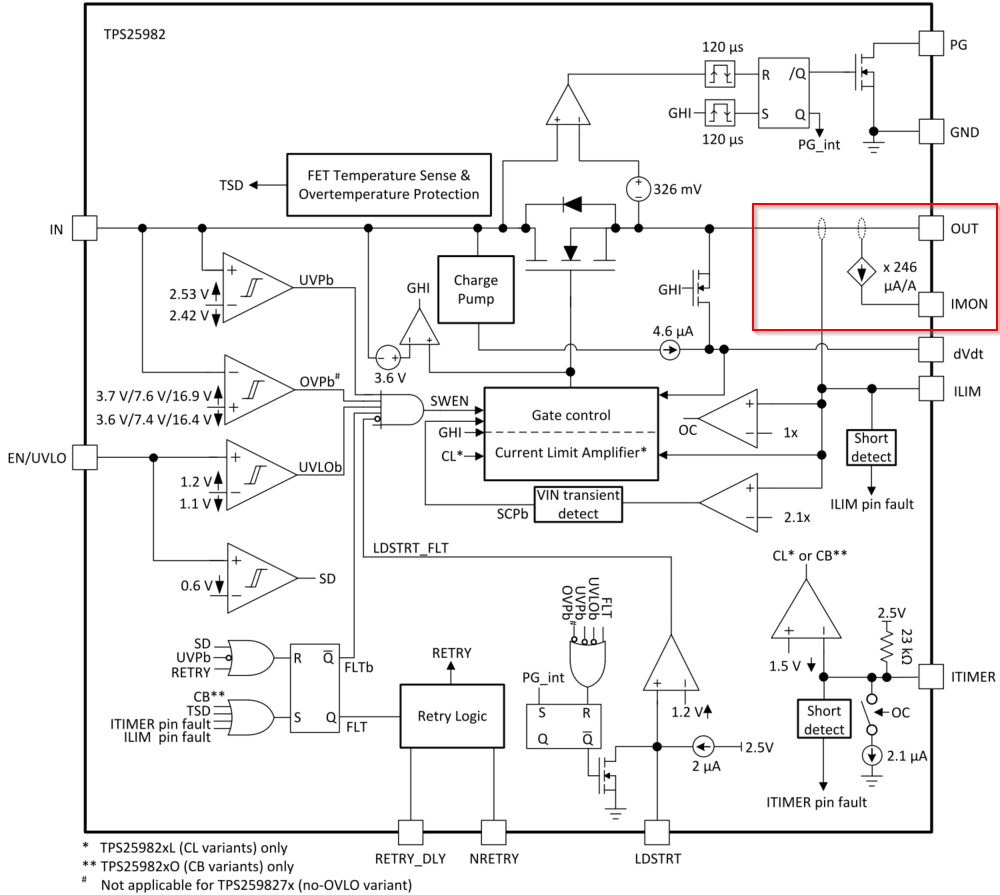 TPS25982
120 µs
R
/Q
PG
GHI
S
Q
120 µs
PG_int
GND
FET Temperature Sense &
Overtemperature Protection
TSD
+
−
+
−
326 mV
IN
OUT
x 246
µA/A
IMON
Charge
Pump
GHI
4.6 µA
dVdt
+
−
2.53 V
2.42 V
UVPb
GHI
−
+
+
−
3.6 V
−
+
3.7 V/7.6 V/16.9 V
3.6 V/7.4 V/16.4 V
OVPb#
SWEN
GHI
CL*
Gate control
Current Limit Amplifier*
OC
+
−
1x
ILIM
Short
detect
ILIM pin fault
EN/UVLO
+
−
1.2 V
1.1 V
UVLOb
SCPb
VIN transient
detect
+
−
2.1x
LDSTRT_FLT
+
−
0.6 V
SD
OVPb#
UVPb
UVLOb
FLT
CL* or CB**
+
−
1.5 V
2.5V
23 kΩ
ITIMER
SD
UVPb
RETRY
R
Q
FLTb
CB**
TSD
ITIMER pin fault
ILIM pin fault
S
Q
FLT
RETRY
Retry Logic
PG_int
S
R
Q
Q
+
−
1.2 V
2 µA
2.5V
Short
detect
OC
2.1 µA
ITIMER pin fault
RETRY_DLY
NRETRY
LDSTRT
* TPS25982xL (CL variants) only
** TPS25982xO (CB variants) only
# Not applicable for TPS259827x (no-OVLO variant)